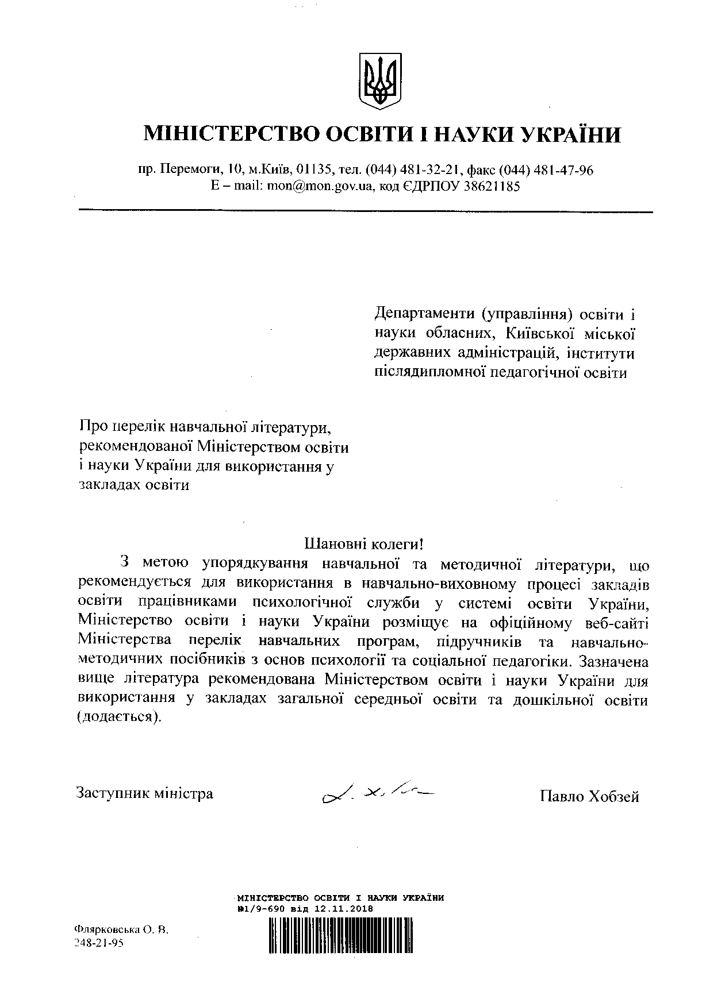 МІНІСТЕРСТВО ОСВІТИ І НАУКИ УКРАЇНИ
пр. Перемоги, 10, м.Київ, 01135, тел. (044) 481-32-21, факс (044) 481-47-96
E – mail: mon@mon.gov.ua, код ЄДРПОУ 38621185
Департаменти (управління) освіти і
науки обласних, Київської міської
державних адміністрацій, інститути
післядипломної педагогічної освіти
Про перелік навчальної літератури,
рекомендованої Міністерством освіти
і науки України для використання у
закладах освіти
Шановні колеги!
З метою упорядкування навчальної та методичної літератури, що
рекомендується для використання в навчально-виховному процесі закладів
освіти працівниками психологічної служби у системі освіти України,
Міністерство освіти і науки України розміщує на офіційному веб-сайті
Міністерства перелік навчальних програм, підручників та навчально-
методичних посібників з основ психології та соціальної педагогіки. Зазначена
вище література рекомендована Міністерством освіти і науки України для
використання у закладах загальної середньої освіти та дошкільної освіти
(додається).
Заступник міністра
Павло Хобзей
МІНІСТЕРСТВО ОСВІТИ І НАУКИ УКРАЇНИ
№1/9-690 від 12.11.2018
Флярковська О. В.
248-21-95